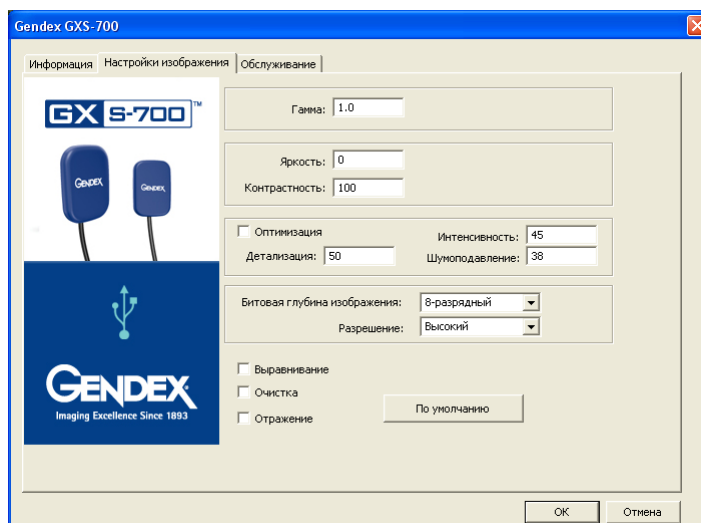 Gendex GXS-700
Информация
Настройки изображения
Обслуживание
GX S-700™
GENDEX
GENDEX
GENDEX
Imaging Excellence Since 1893
Гамма: 1.0
Яркость: 0
Контрастность: 100
Оптимизация
Интенсивность: 45
Детализация: 50
Шумоподавление: 38
Битовая глубина изображения: 8-разрядный
Разрешение: Высокий
Выравнивание
Очистка
Отражение
По умолчанию
OK
Отмена